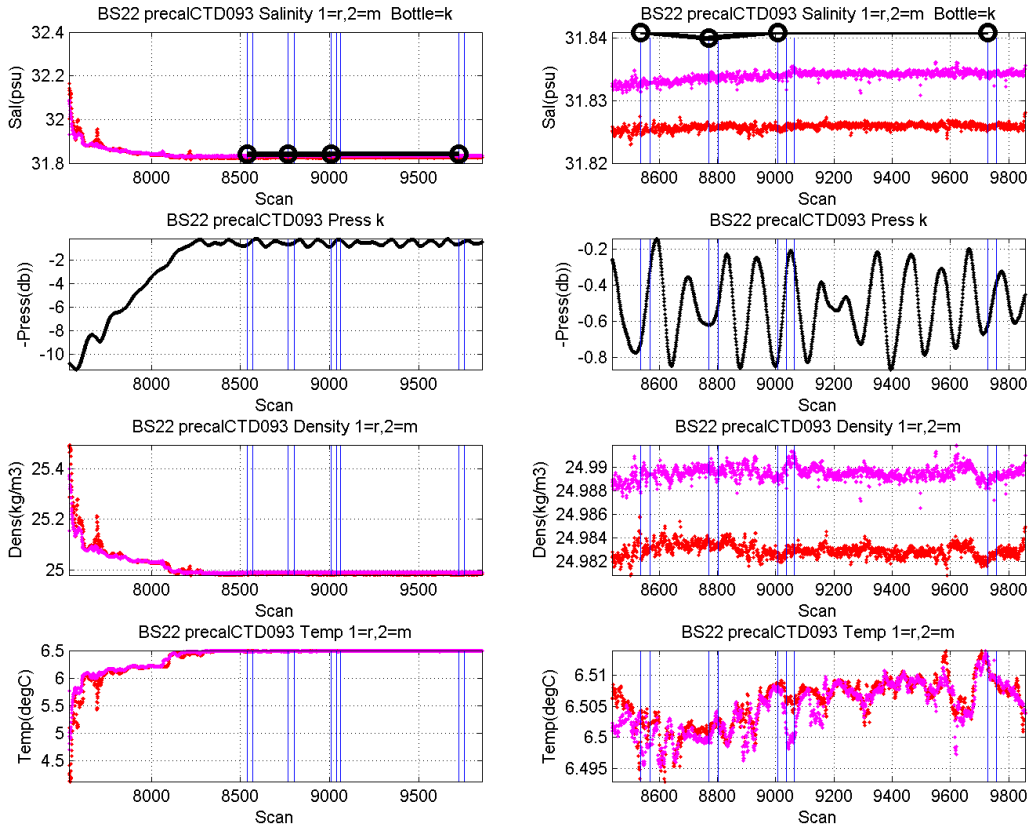 BS22 precalCTD093 Salinity 1=r,2=m  Bottle=k
32.4
32.2
32
31.8
Sal(psu)
8000 8500 9000 9500
Scan
BS22 precalCTD093 Salinity 1=r,2=m  Bottle=k
31.84
31.83
31.82
Sal(psu)
8600 8800 9000 9200 9400 9600 9800
Scan
BS22 precalCTD093 Press k
-2
-4
-6
-8
-10
-Press(db))
8000 8500 9000 9500
Scan
BS22 precalCTD093 Press k
-0.2
-0.4
-0.6
-0.8
-Press(db))
8600 8800 9000 9200 9400 9600 9800
Scan
BS22 precalCTD093 Density 1=r,2=m
25.4
25.2
25
Dens(kg/m3)
8000 8500 9000 9500
Scan
BS22 precalCTD093 Density 1=r,2=m
24.99
24.988
24.986
24.984
24.982
Dens(kg/m3)
8600 8800 9000 9200 9400 9600 9800
Scan
BS22 precalCTD093 Temp 1=r,2=m
6.5
6
5.5
5
4.5
Temp(degC)
8000 8500 9000 9500
Scan
BS22 precalCTD093 Temp 1=r,2=m
6.51
6.505
6.5
6.495
Temp(degC)
8600 8800 9000 9200 9400 9600 9800
Scan